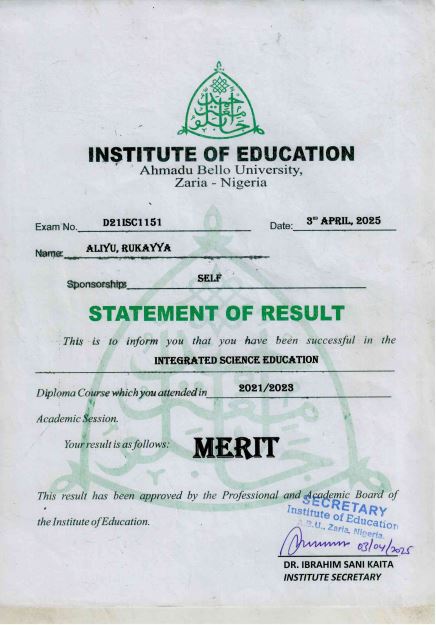 INSTITUTE OF EDUCATION
Ahmadu Bello University,
Zaria - Nigeria
Exam No. D21ISC1151 Date: 3RD APRIL, 2025
Name: ALIYU, RUKAYYA
Sponsorship: SELF
STATEMENT OF RESULT
This is to inform you that you have been successful in the
INTEGRATED SCIENCE EDUCATION
Diploma Course which you attended in 2021/2023
Academic Session.
Your result is as follows: MERIT
This result has been approved by the Professional and Academic Board of
the Institute of Education.
SECRETARY
Institute of Education
A.B.U., Zaria, Nigeria.
03/04/2025
DR. IBRAHIM SANI KAITA
INSTITUTE SECRETARY